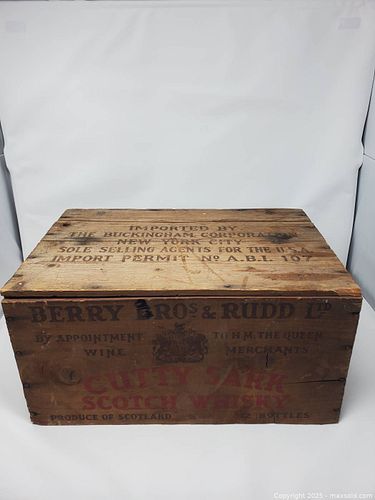 IMPORTED BY
THE BUCKINGHAM CORPORATION
NEW YORK CITY
SOLE SELLING AGENTS FOR THE U.S.A.
IMPORT PERMIT Nº A.B.I. 107
BERRY BROS & RUDD LTD
BY APPOINTMENT TO H.M. THE QUEEN
WINE MERCHANTS
CUTTY SARK
SCOTCH WHISKY
PRODUCE OF SCOTLAND 12 BOTTLES
Copyright 2025 - maxsold.com